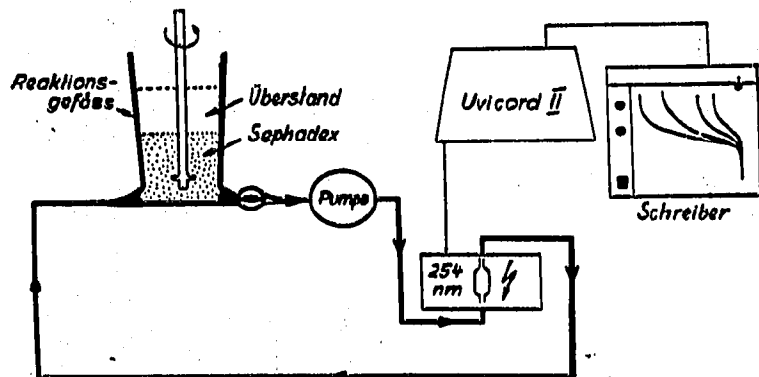 Reaktions-
gefäss
Überstand
Sephadex
Pumpe
Uvicord II
254
nm
Schreiber